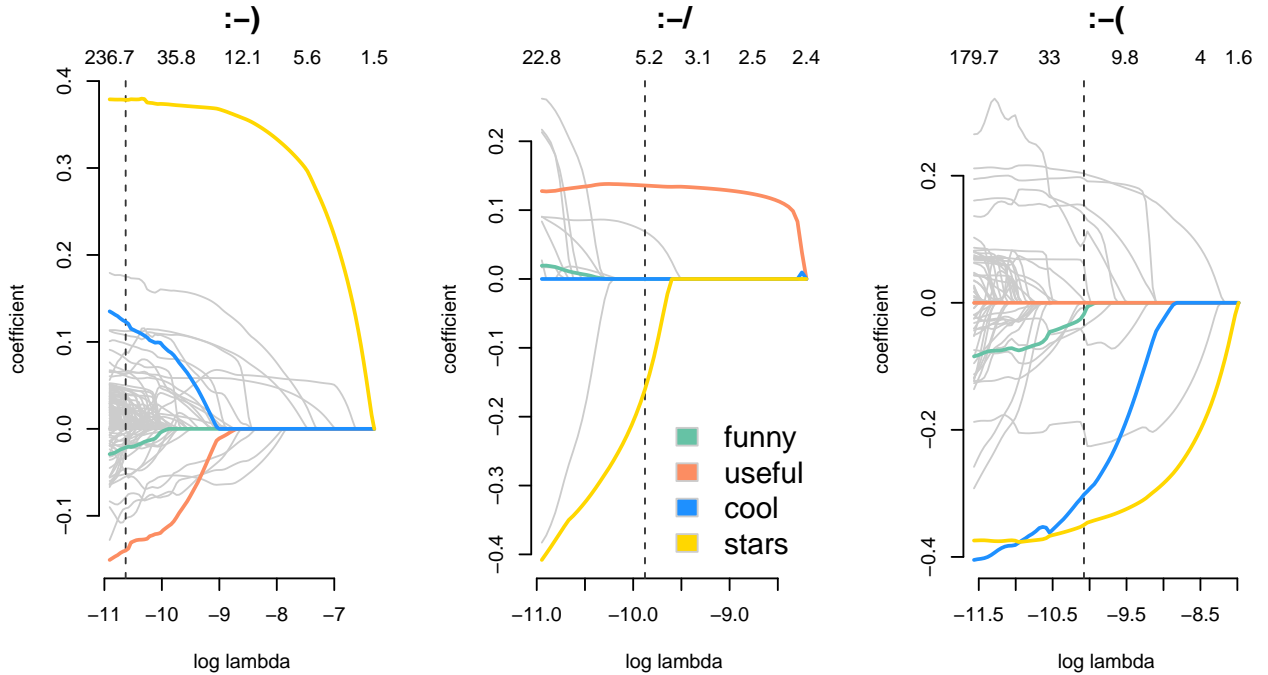 :−)
236.7 35.8 12.1 5.6 1.5
0.4
0.3
0.2
0.1
0.0
−0.1
coefficient
−11 −10 −9 −8 −7
log lambda
:−/
22.8 5.2 3.1 2.5 2.4
0.2
0.1
0.0
−0.1
−0.2
−0.3
−0.4
coefficient
funny
useful
cool
stars
−11.0 −10.0 −9.0
log lambda
:−(
179.7 33 9.8 4 1.6
0.2
0.0
−0.2
−0.4
coefficient
−11.5 −10.5 −9.5 −8.5
log lambda